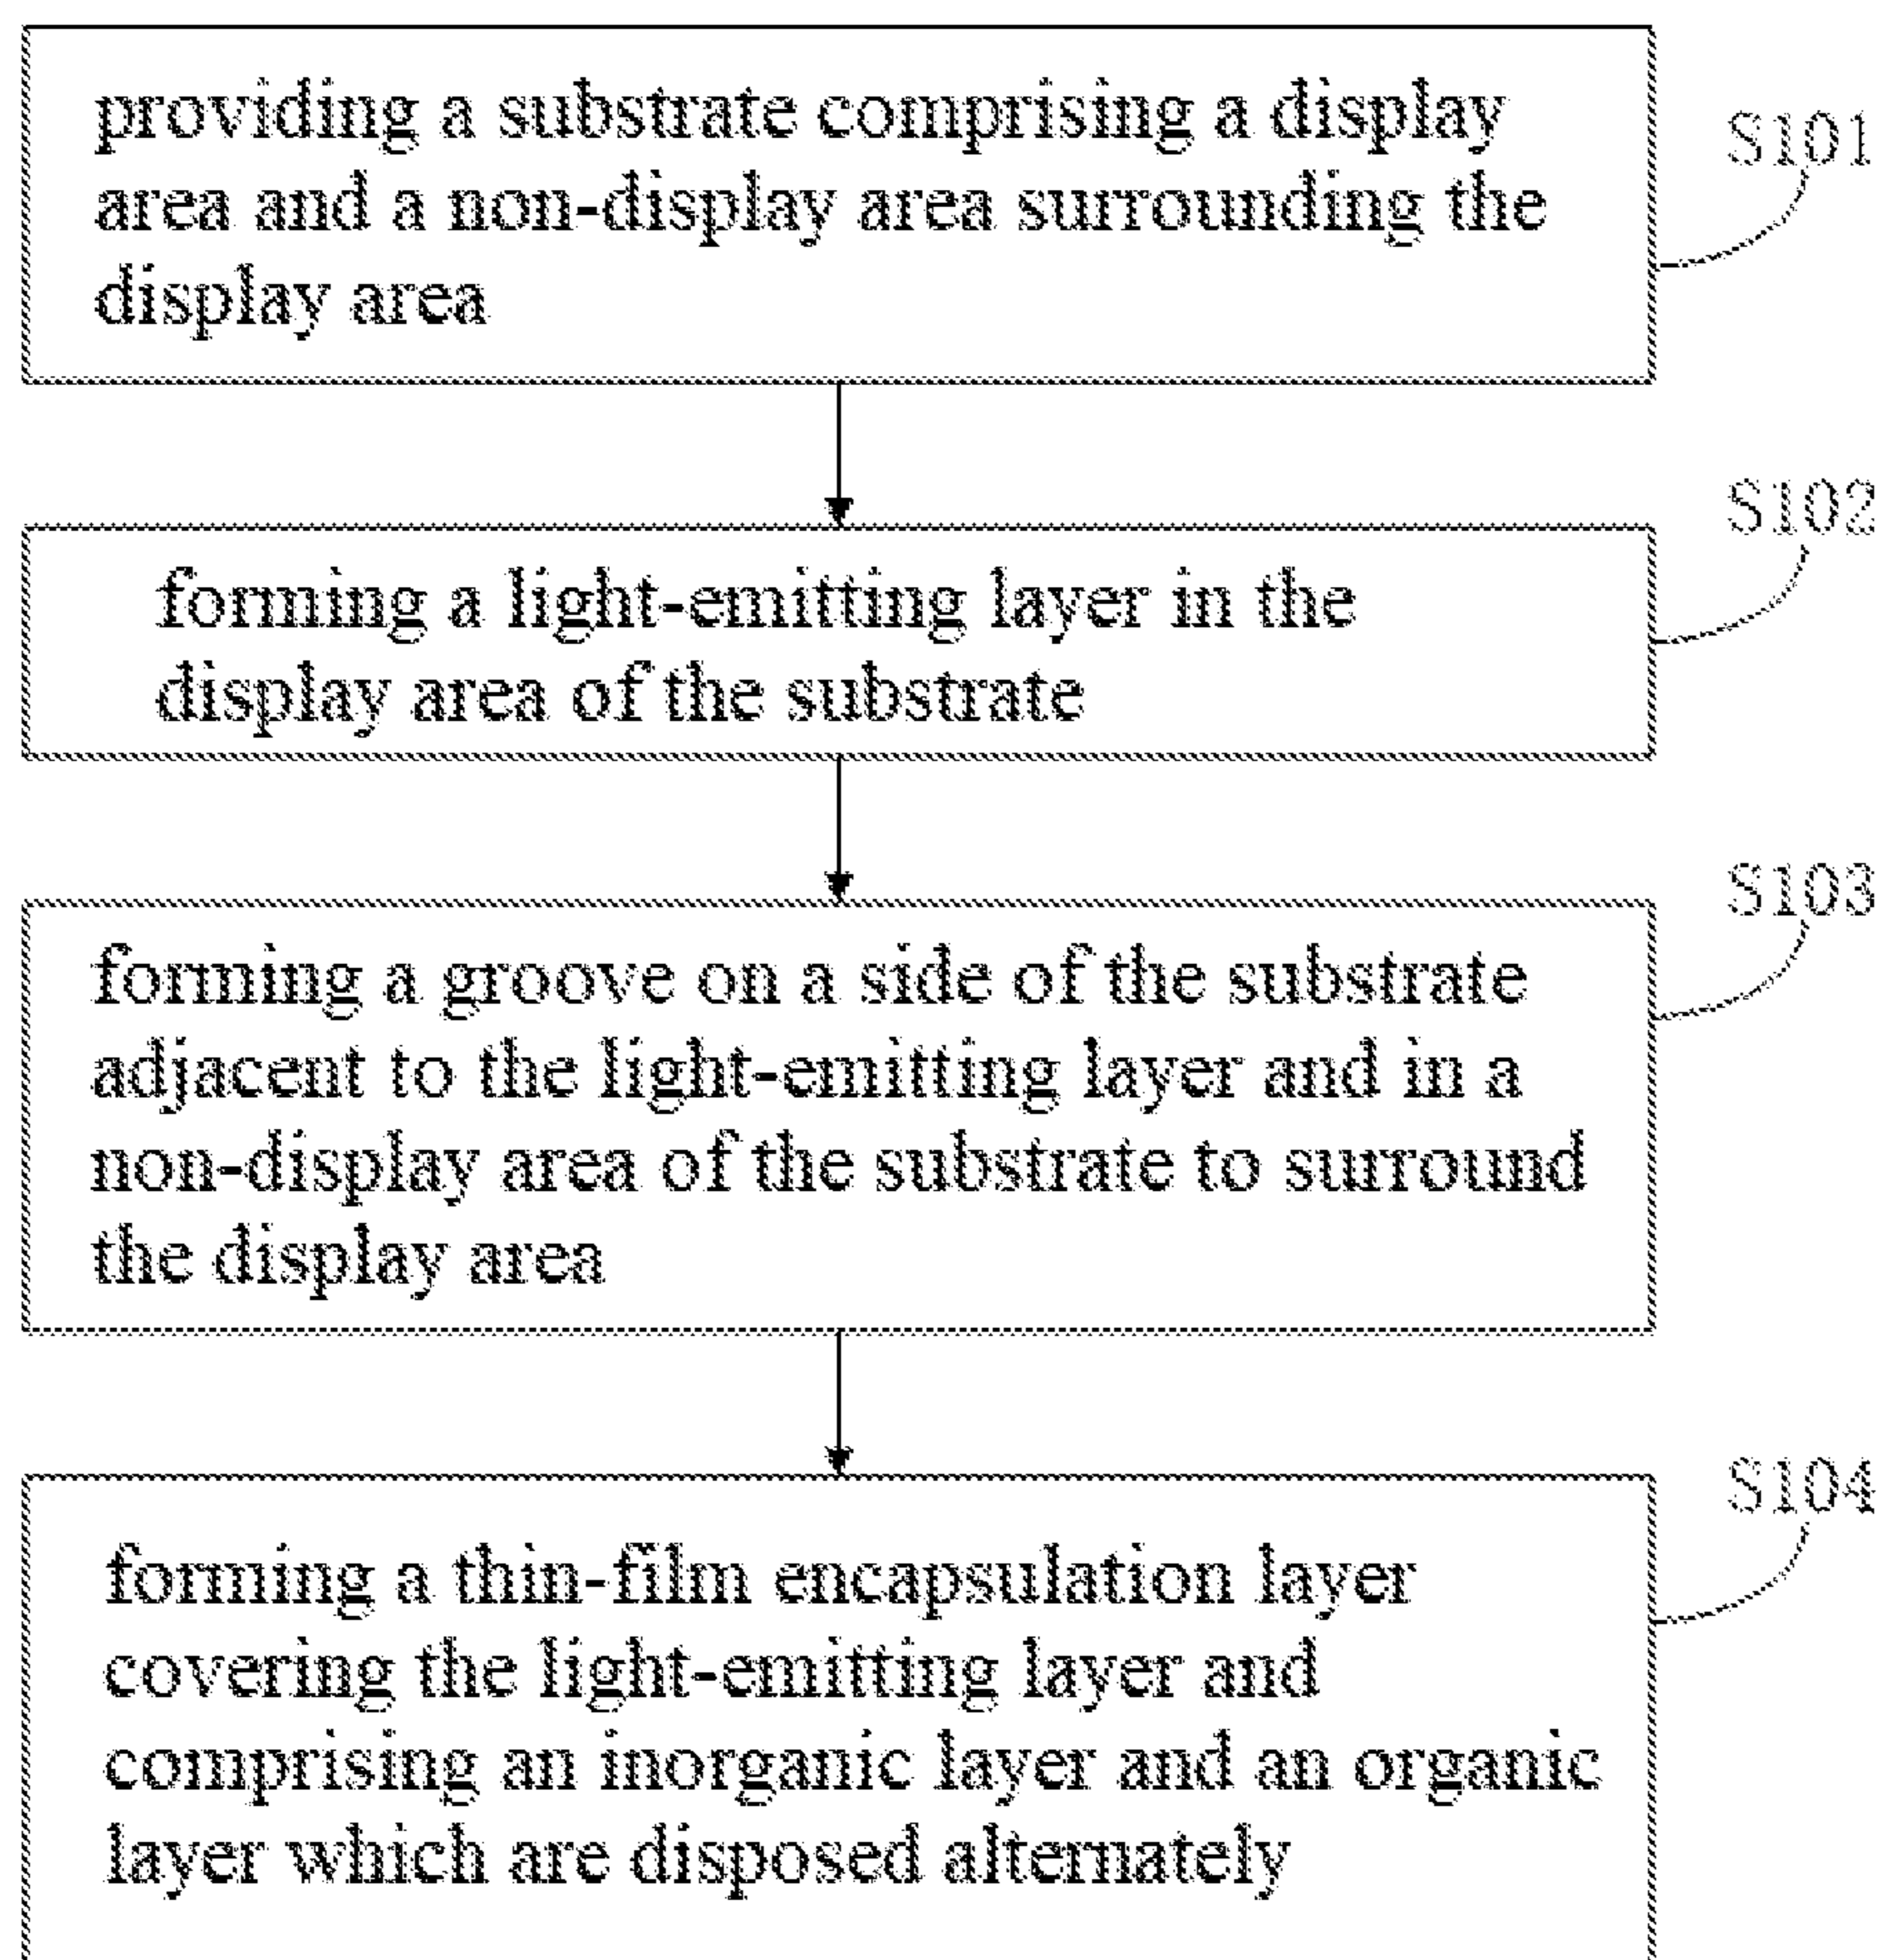 providing a substrate comprising a display
area and a non-display area surrounding the
display area
S101
forming a light-emitting layer in the
display area of the substrate
S102
forming a groove on a side of the substrate
adjacent to the light-emitting layer and in a
non-display area of the substrate to surround
the display area
S103
forming a thin-film encapsulation layer
covering the light-emitting layer and
comprising an inorganic layer and an organic
layer which are disposed alternately
S104